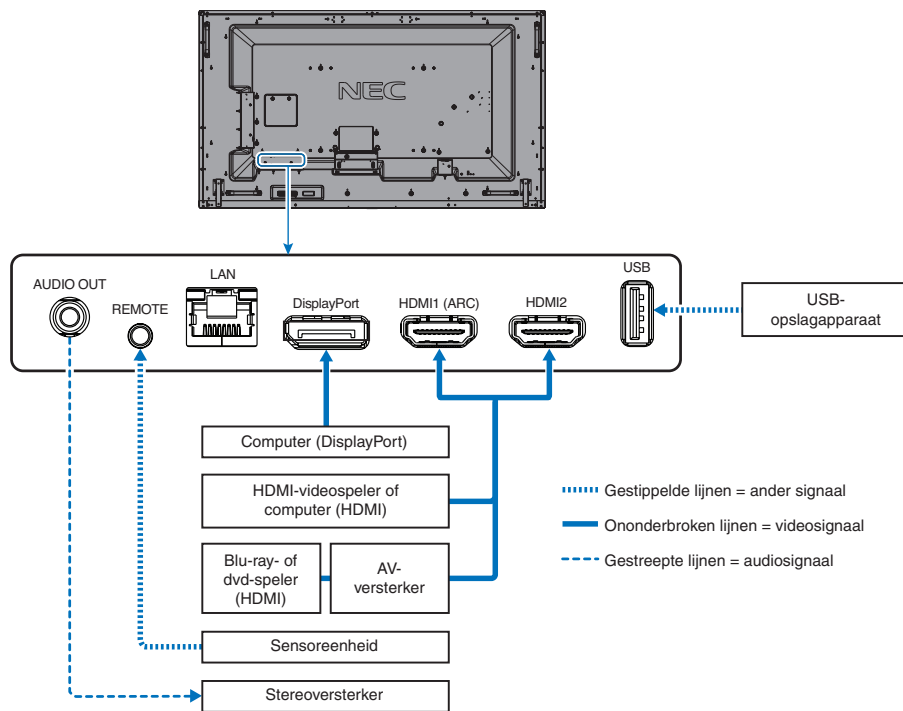 NEC
AUDIO OUT
REMOTE
LAN
DisplayPort
HDMI1 (ARC)
HDMI2
USB
USB-
opslagapparaat
Computer (DisplayPort)
HDMI-videospeler of
computer (HDMI)
Blu-ray- of
dvd-speler
(HDMI)
AV-
versterker
Sensoreenheid
Stereoversterker
Gestippelde lijnen = ander signaal
Ononderbroken lijnen = videosignaal
Gestreepte lijnen = audiosignaal